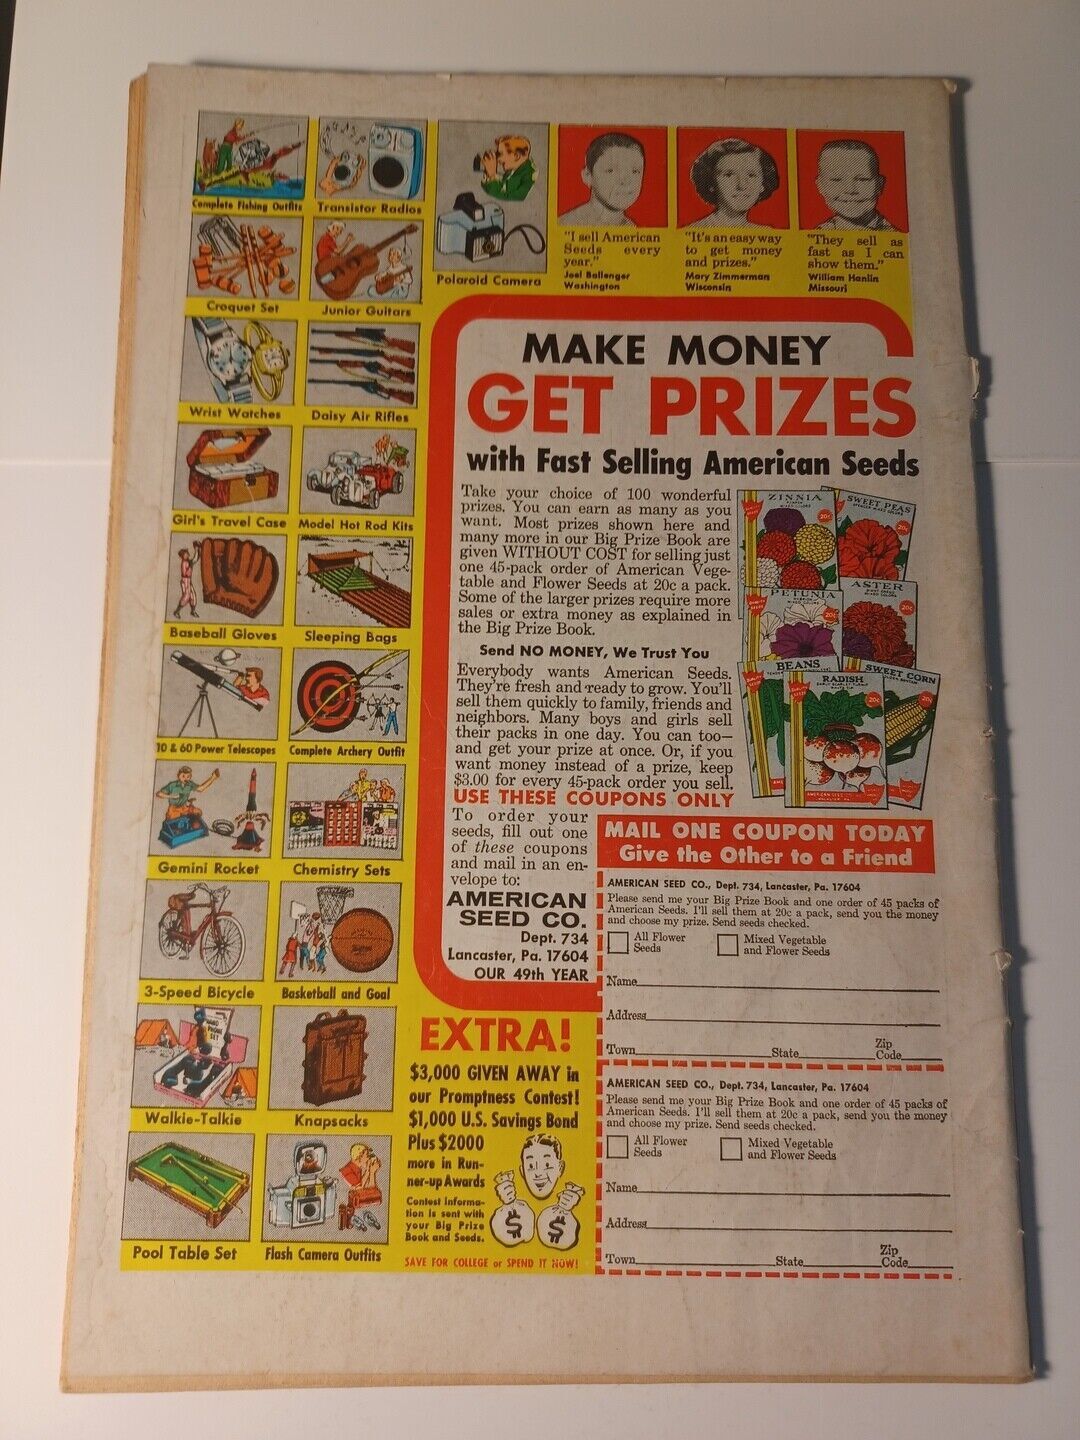 Complete Fishing Outfits
Transistor Radios
Polaroid Camera
Croquet Set
Junior Guitars
Wrist Watches
Daisy Air Rifles
Girl's Travel Case
Model Hot Rod Kits
Baseball Gloves
Sleeping Bags
10 & 60 Power Telescopes
Complete Archery Outfit
Gemini Rocket
Chemistry Sets
3-Speed Bicycle
Basketball and Goal
Walkie-Talkie
Knapsacks
Pool Table Set
Flash Camera Outfits
"I sell American
Seeds every
year."
Joel Ballenger
Washington
"It's an easy way
to get money
and prizes."
Mary Zimmerman
Wisconsin
"They sell as
fast as I can
show them."
William Hanlin
Missouri
MAKE MONEY
GET PRIZES
with Fast Selling American Seeds
Take your choice of 100 wonderful
prizes. You can earn as many as you
want. Most prizes shown here and
many more in our Big Prize Book are
given WITHOUT COST for selling just
one 45-pack order of American Vege-
table and Flower Seeds at 20c a pack.
Some of the larger prizes require more
sales or extra money as explained in
the Big Prize Book.
Send NO MONEY, We Trust You
Everybody wants American Seeds.
They're fresh and ready to grow. You'll
sell them quickly to family, friends and
neighbors. Many boys and girls sell
their packs in one day. You can too—
and get your prize at once. Or, if you
want money instead of a prize, keep
$3.00 for every 45-pack order you sell.
USE THESE COUPONS ONLY
To order your
seeds, fill out one
of these coupons
and mail in an en-
velope to:
AMERICAN
SEED CO.
Dept. 734
Lancaster, Pa. 17604
OUR 49th YEAR
ZINNIA
20c
SWEET PEAS
20c
PETUNIA
20c
ASTER
20c
BEANS
RADISH
20c
SWEET CORN
20c
MAIL ONE COUPON TODAY
Give the Other to a Friend
AMERICAN SEED CO., Dept. 734, Lancaster, Pa. 17604
Please send me your Big Prize Book and one order of 45 packs of
American Seeds. I'll sell them at 20c a pack, send you the money
and choose my prize. Send seeds checked.
All Flower
Seeds
Mixed Vegetable
and Flower Seeds
Name
Address
Town State Zip Code
AMERICAN SEED CO., Dept. 734, Lancaster, Pa. 17604
Please send me your Big Prize Book and one order of 45 packs of
American Seeds. I'll sell them at 20c a pack, send you the money
and choose my prize. Send seeds checked.
All Flower
Seeds
Mixed Vegetable
and Flower Seeds
Name
Address
Town State Zip Code
EXTRA!
$3,000 GIVEN AWAY in
our Promptness Contest!
$1,000 U.S. Savings Bond
Plus $2000
more in Run-
ner-up Awards
Contest informa-
tion is sent with
your Big Prize
Book and Seeds.
$ $
SAVE FOR COLLEGE or SPEND IT NOW!